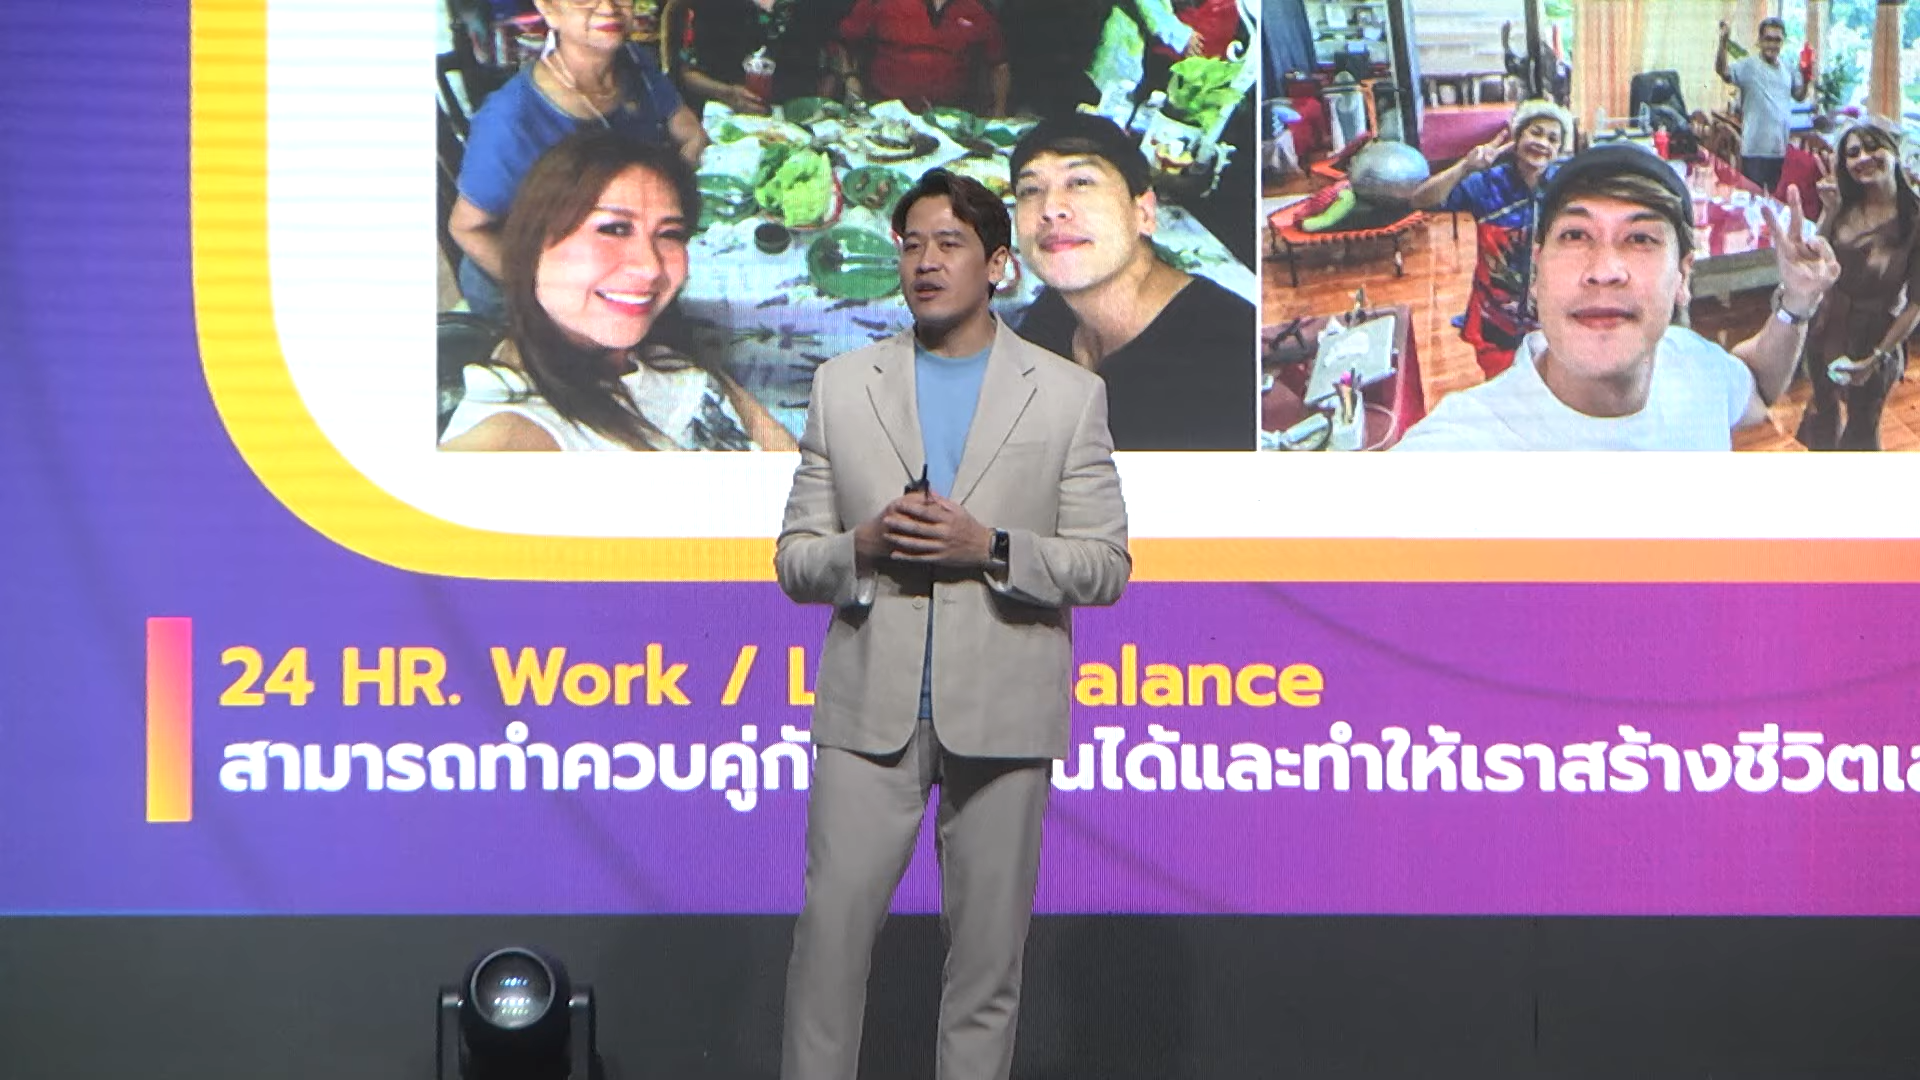 24 HR. Work / L alance
สามารถทำควบคู่กั นได้และทำให้เราสร้างชีวิต